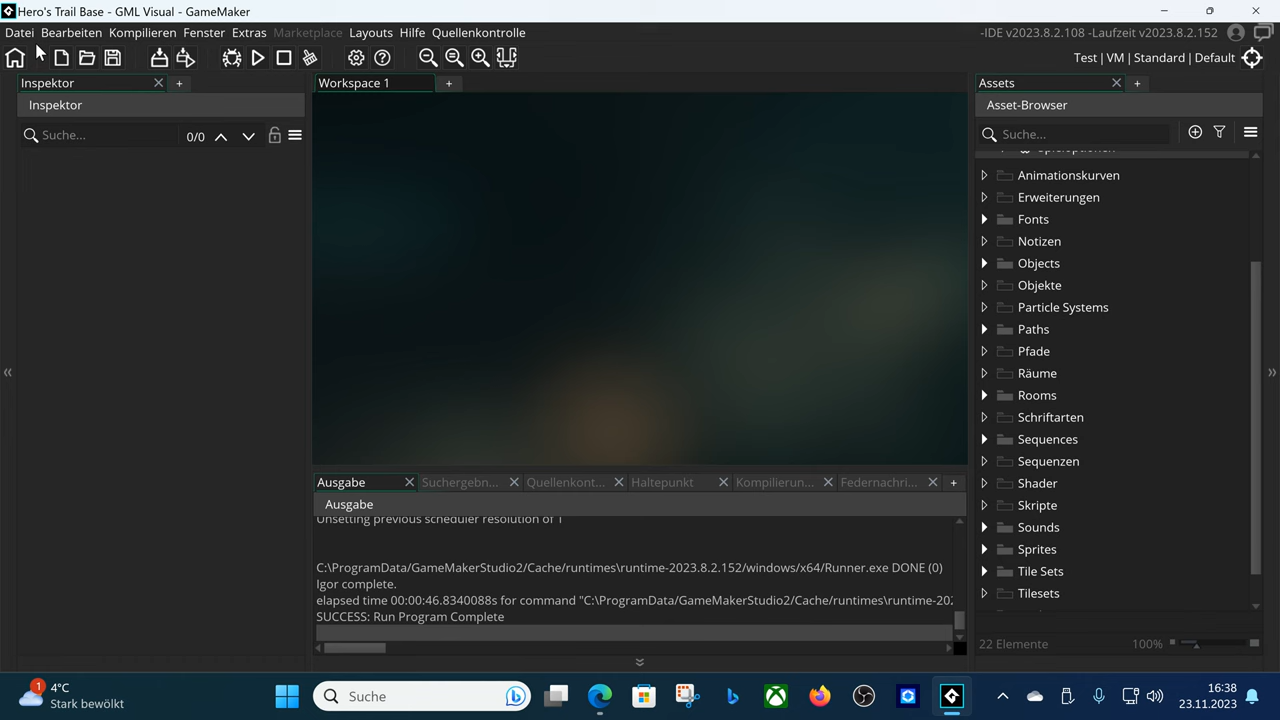 Hero's Trail Base - GML Visual - GameMaker
Datei Bearbeiten Kompilieren Fenster Extras Marketplace Layouts Hilfe Quellenkontrolle
-IDE v2023.8.2.108 -Laufzeit v2023.8.2.152
Test | VM | Standard | Default
Inspektor
Inspektor
Suche...
0/0
Workspace 1
Assets
Asset-Browser
Suche...
Spieloptionen
Animationskurven
Erweiterungen
Fonts
Notizen
Objects
Objekte
Particle Systems
Paths
Pfade
Räume
Rooms
Schriftarten
Sequences
Sequenzen
Shader
Skripte
Sounds
Sprites
Tile Sets
Tilesets
22 Elemente
100%
Ausgabe Suchergebn... Quellenkont... Haltepunkt Kompilierun... Federnachri...
Ausgabe
Unsetting previous scheduler resolution of 1
C:\ProgramData/GameMakerStudio2/Cache/runtimes\runtime-2023.8.2.152/windows/x64/Runner.exe DONE (0)
Igor complete.
elapsed time 00:00:46.8340088s for command "C:\ProgramData/GameMakerStudio2/Cache/runtimes\runtime-202
SUCCESS: Run Program Complete
1
4°C
Stark bewölkt
Suche
16:38
23.11.2023